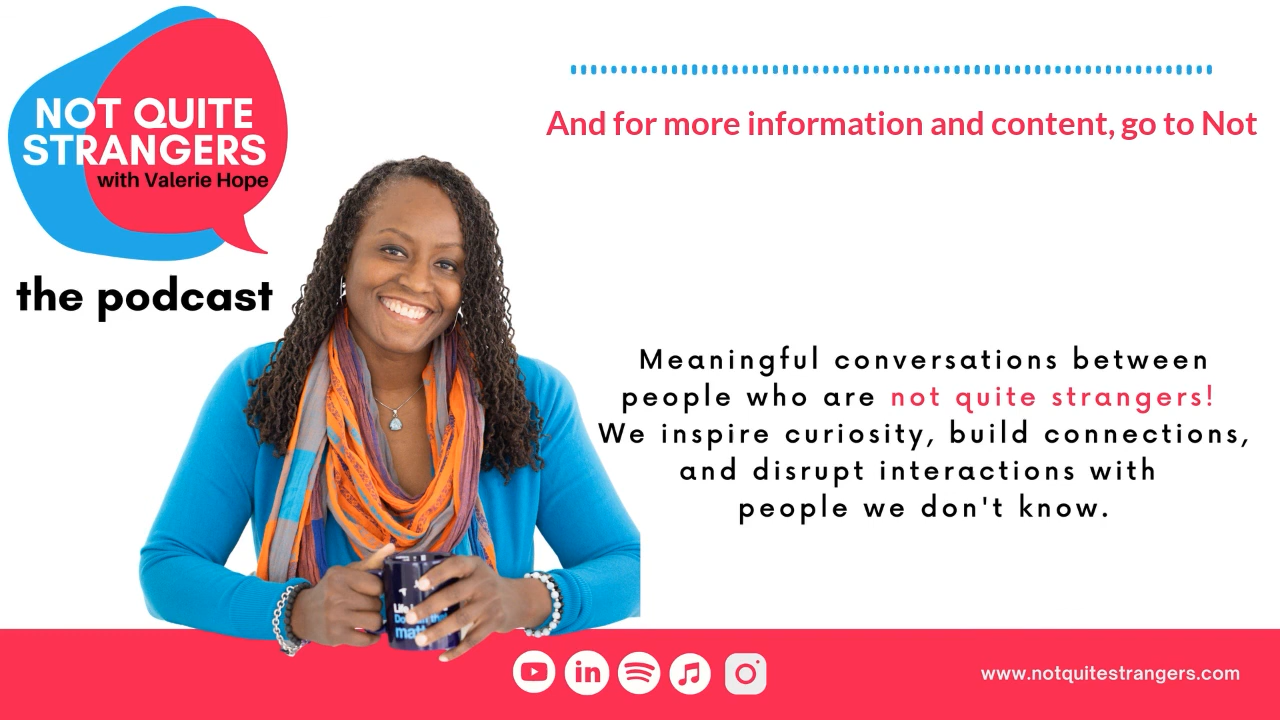 NOT QUITE
STRANGERS
with Valerie Hope
the podcast
And for more information and content, go to Not
Meaningful conversations between
people who are not quite strangers!
We inspire curiosity, build connections,
and disrupt interactions with
people we don't know.
in
www.notquitestrangers.com